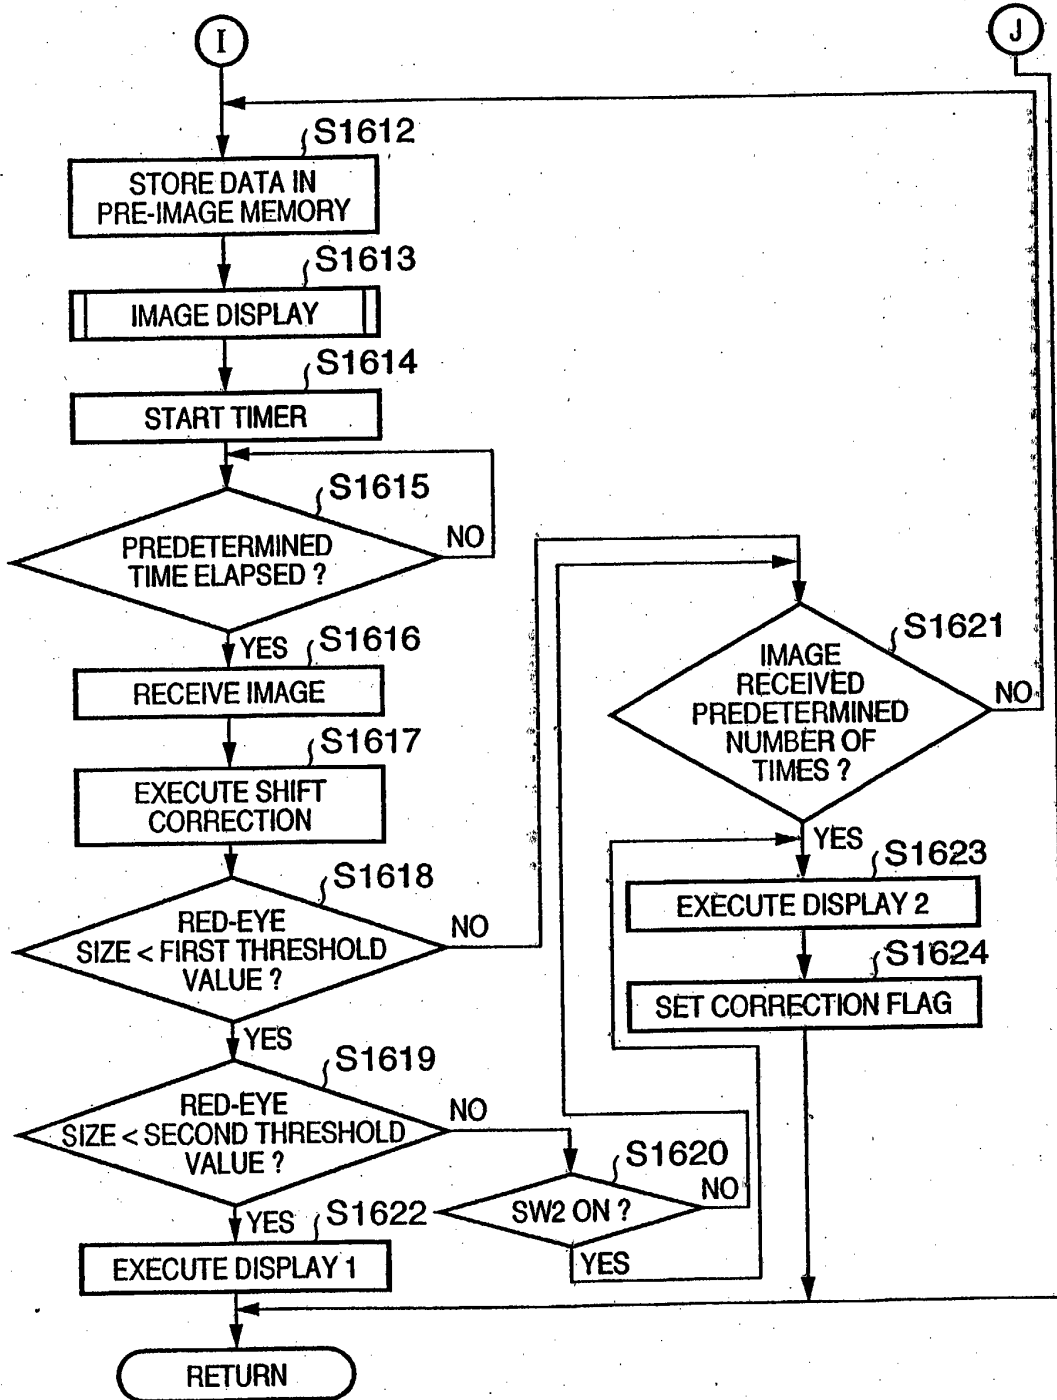 I
J
S1612
STORE DATA IN
PRE-IMAGE MEMORY
S1613
IMAGE DISPLAY
S1614
START TIMER
S1615
PREDETERMINED
TIME ELAPSED ?
NO
YES
S1616
RECEIVE IMAGE
S1617
EXECUTE SHIFT
CORRECTION
S1618
RED-EYE
SIZE < FIRST THRESHOLD
VALUE ?
NO
YES
S1619
RED-EYE
SIZE < SECOND THRESHOLD
VALUE ?
NO
YES
S1620
SW2 ON ?
NO
YES
S1622
EXECUTE DISPLAY 1
S1621
IMAGE
RECEIVED
PREDETERMINED
NUMBER OF
TIMES ?
NO
YES
S1623
EXECUTE DISPLAY 2
S1624
SET CORRECTION FLAG
RETURN